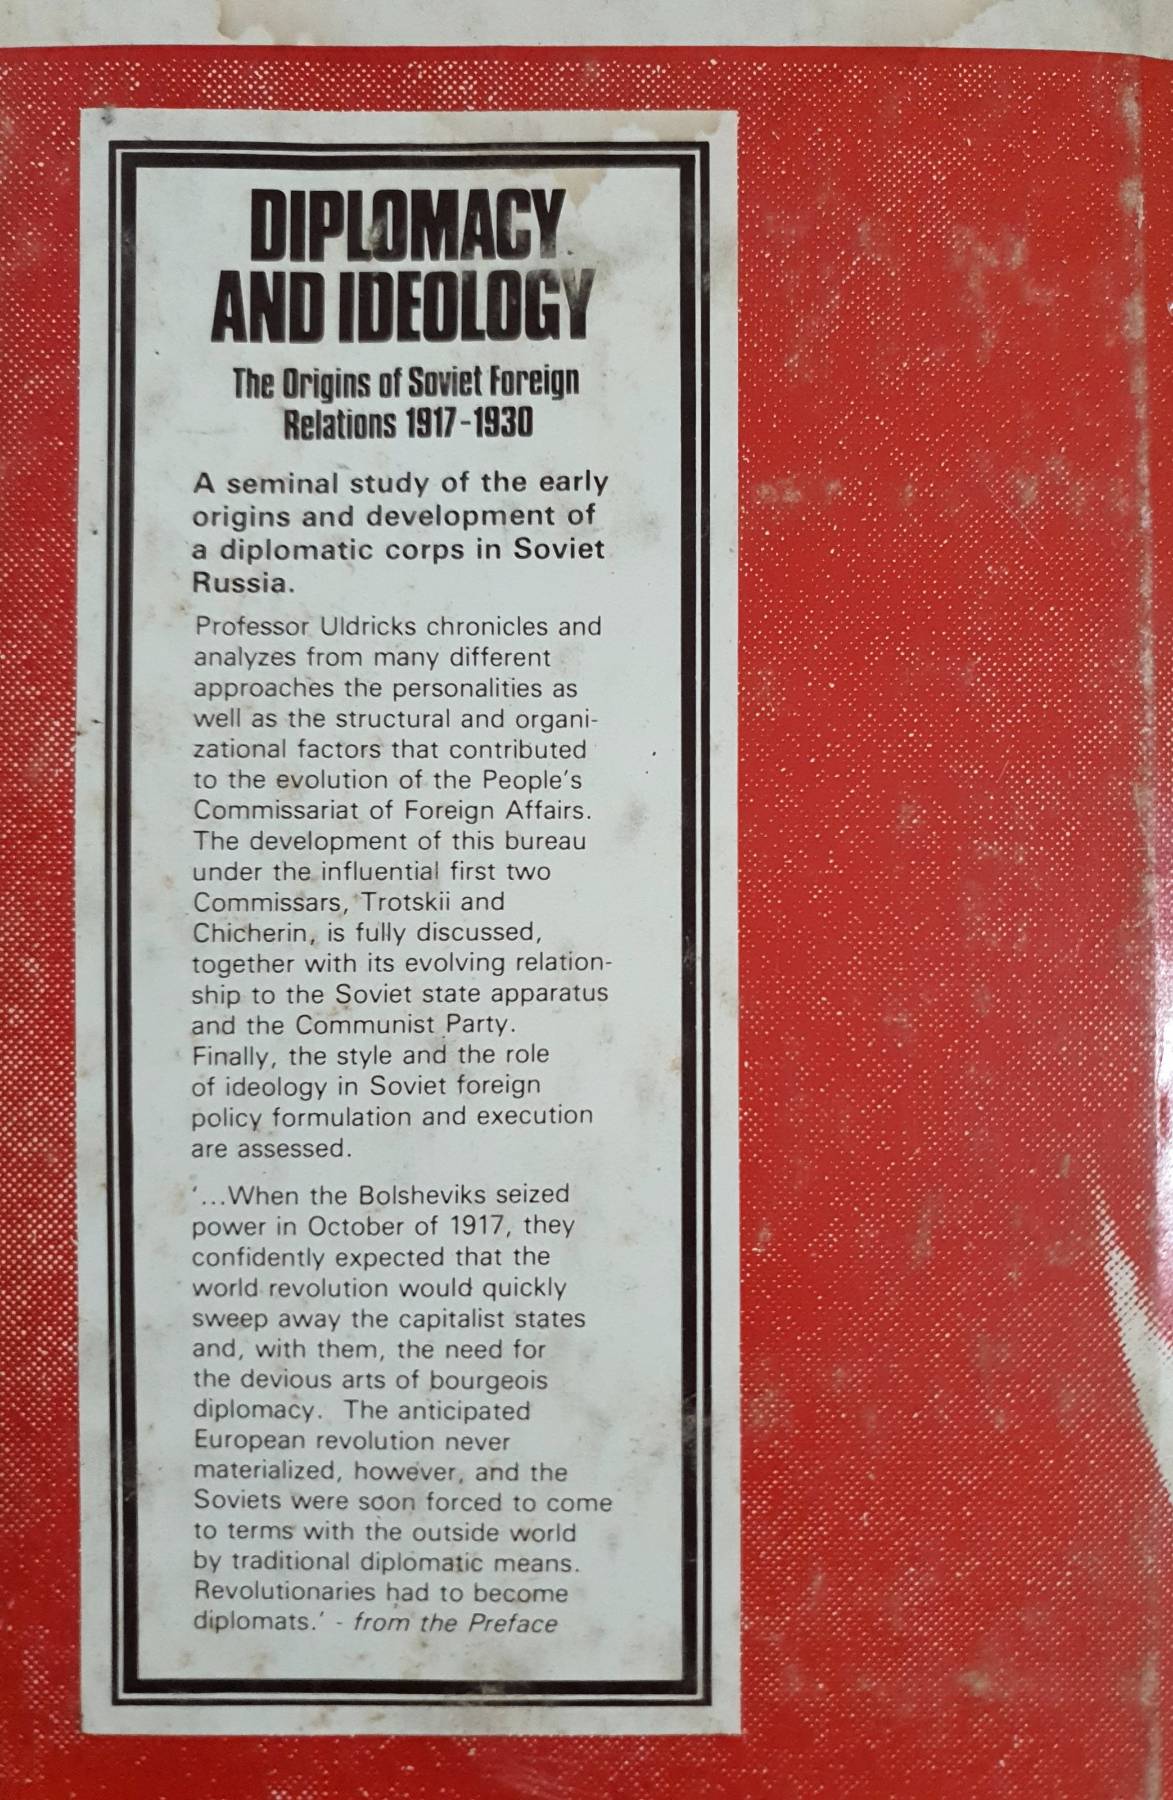 DIPLOMACY
AND IDEOLOGY
The Origins of Soviet Foreign
Relations 1917-1930
A seminal study of the early
origins and development of
a diplomatic corps in Soviet
Russia.
Professor Uldricks chronicles and
analyzes from many different
approaches the personalities as
well as the structural and organi-
zational factors that contributed
to the evolution of the People's
Commissariat of Foreign Affairs.
The development of this bureau
under the influential first two
Commissars, Trotskii and
Chicherin, is fully discussed,
together with its evolving relation-
ship to the Soviet state apparatus
and the Communist Party.
Finally, the style and the role
of ideology in Soviet foreign
policy formulation and execution
are assessed.
'...When the Bolsheviks seized
power in October of 1917, they
confidently expected that the
world revolution would quickly
sweep away the capitalist states
and, with them, the need for
the devious arts of bourgeois
diplomacy. The anticipated
European revolution never
materialized, however, and the
Soviets were soon forced to come
to terms with the outside world
by traditional diplomatic means.
Revolutionaries had to become
diplomats.' - from the Preface